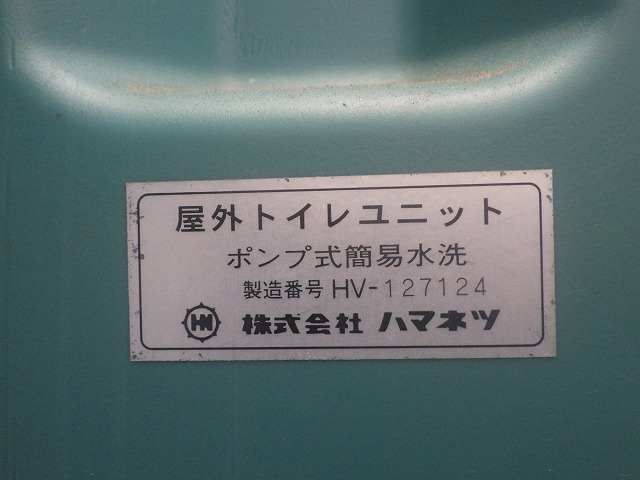 屋外トイレユニット
ポンプ式簡易水洗
製造番号 HV-127124
HN 株式会社 ハマネツ